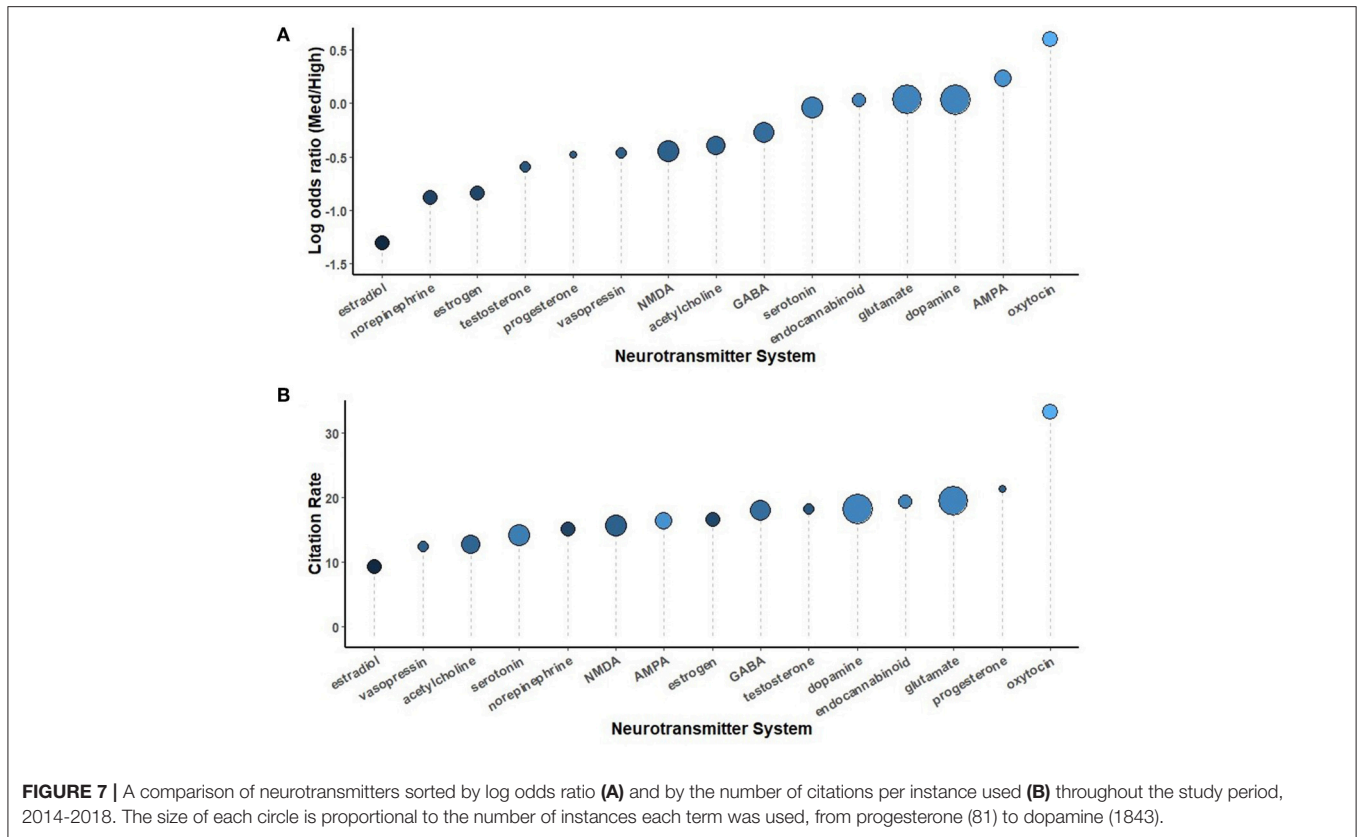 A
Log odds ratio (Med/High)
0.5
0.0
-0.5
-1.0
-1.5
estradiol
norepinephrine
estrogen
testosterone
progesterone
vasopressin
NMDA
acetylcholine
GABA
serotonin
endocannabinoid
glutamate
dopamine
AMPA
oxytocin
Neurotransmitter System
B
Citation Rate
30
20
10
0
estradiol
vasopressin
acetylcholine
serotonin
norepinephrine
NMDA
AMPA
estrogen
GABA
testosterone
dopamine
endocannabinoid
glutamate
progesterone
oxytocin
Neurotransmitter System
FIGURE 7 | A comparison of neurotransmitters sorted by log odds ratio (A) and by the number of citations per instance used (B) throughout the study period,
2014-2018. The size of each circle is proportional to the number of instances each term was used, from progesterone (81) to dopamine (1843).